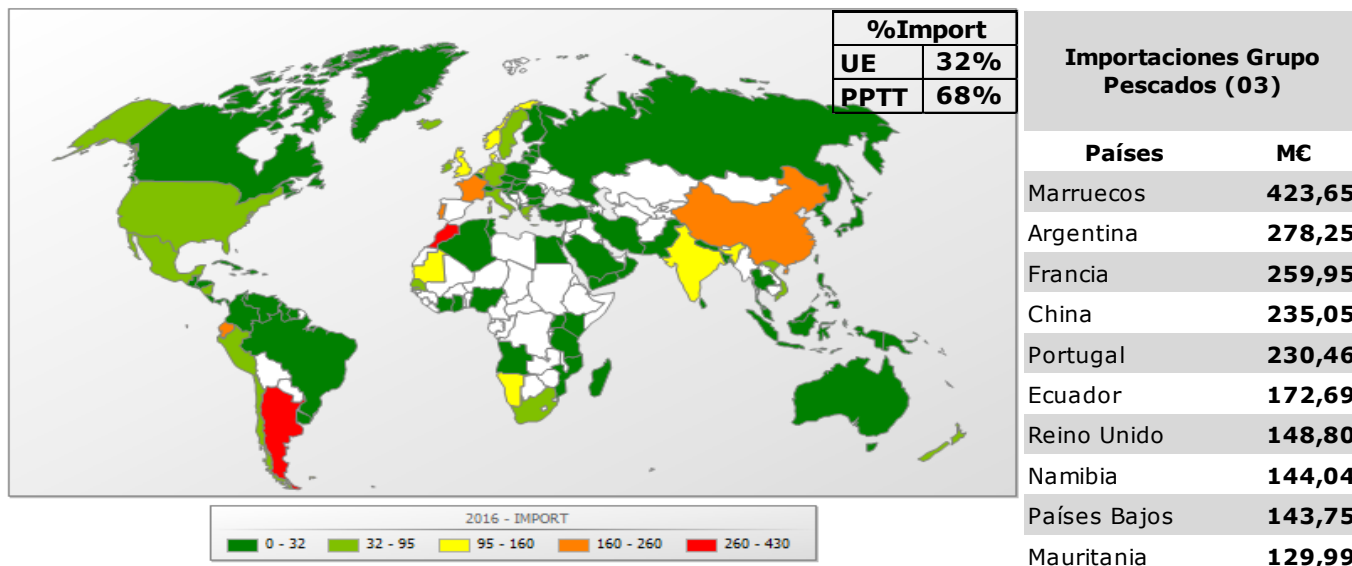 %Import
UE 32%
PPTT 68%
Importaciones Grupo
Pescados (03)
Países M€
Marruecos 423,65
Argentina 278,25
Francia 259,95
China 235,05
Portugal 230,46
Ecuador 172,69
Reino Unido 148,80
Namibia 144,04
Países Bajos 143,75
Mauritania 129,99
2016 - IMPORT
0 - 32 32 - 95 95 - 160 160 - 260 260 - 430